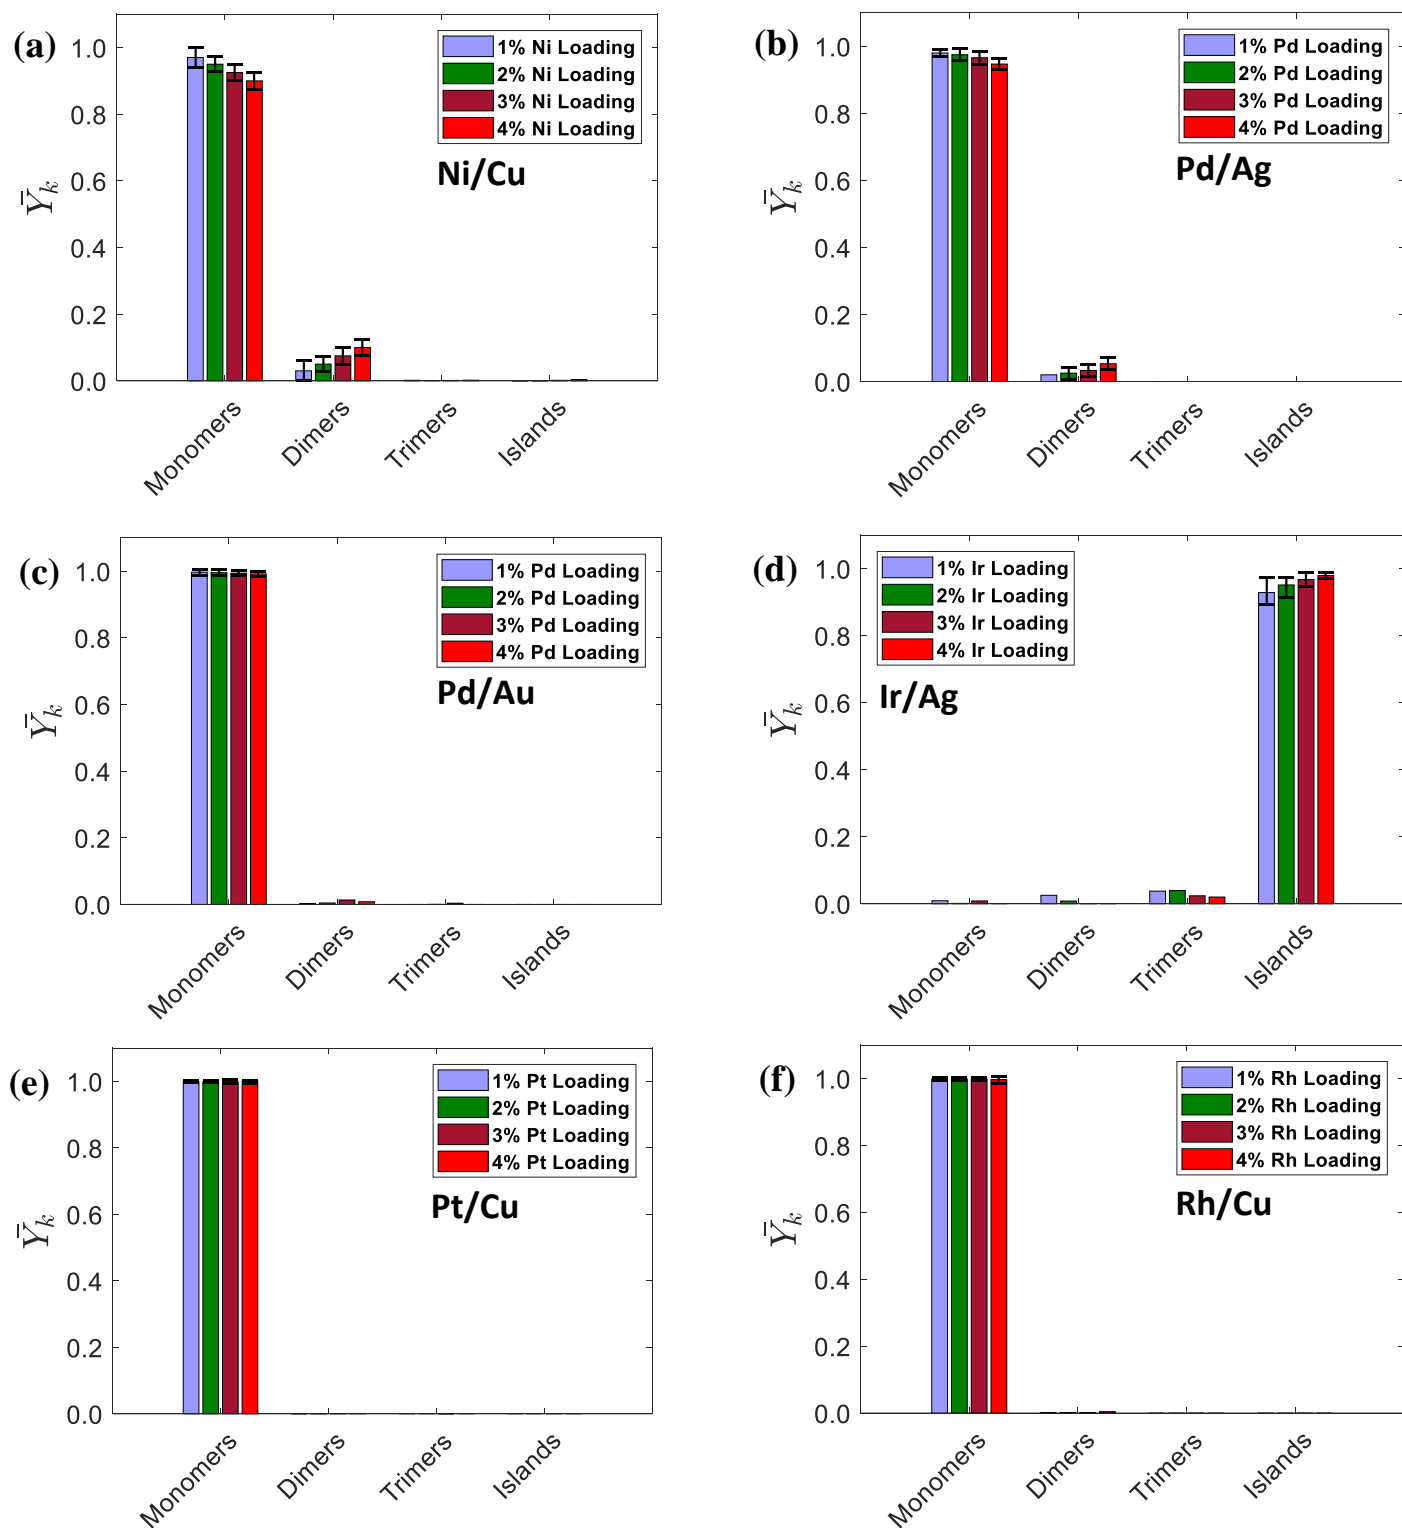 (a)
1.0
0.8
0.6
0.4
0.2
0.0
Ȳk
1% Ni Loading
2% Ni Loading
3% Ni Loading
4% Ni Loading
Ni/Cu
Monomers
Dimers
Trimers
Islands
(b)
1.0
0.8
0.6
0.4
0.2
0.0
Ȳk
1% Pd Loading
2% Pd Loading
3% Pd Loading
4% Pd Loading
Pd/Ag
Monomers
Dimers
Trimers
Islands
(c)
1.0
0.8
0.6
0.4
0.2
0.0
Ȳk
1% Pd Loading
2% Pd Loading
3% Pd Loading
4% Pd Loading
Pd/Au
Monomers
Dimers
Trimers
Islands
(d)
1.0
0.8
0.6
0.4
0.2
0.0
Ȳk
1% Ir Loading
2% Ir Loading
3% Ir Loading
4% Ir Loading
Ir/Ag
Monomers
Dimers
Trimers
Islands
(e)
1.0
0.8
0.6
0.4
0.2
0.0
Ȳk
1% Pt Loading
2% Pt Loading
3% Pt Loading
4% Pt Loading
Pt/Cu
Monomers
Dimers
Trimers
Islands
(f)
1.0
0.8
0.6
0.4
0.2
0.0
Ȳk
1% Rh Loading
2% Rh Loading
3% Rh Loading
4% Rh Loading
Rh/Cu
Monomers
Dimers
Trimers
Islands